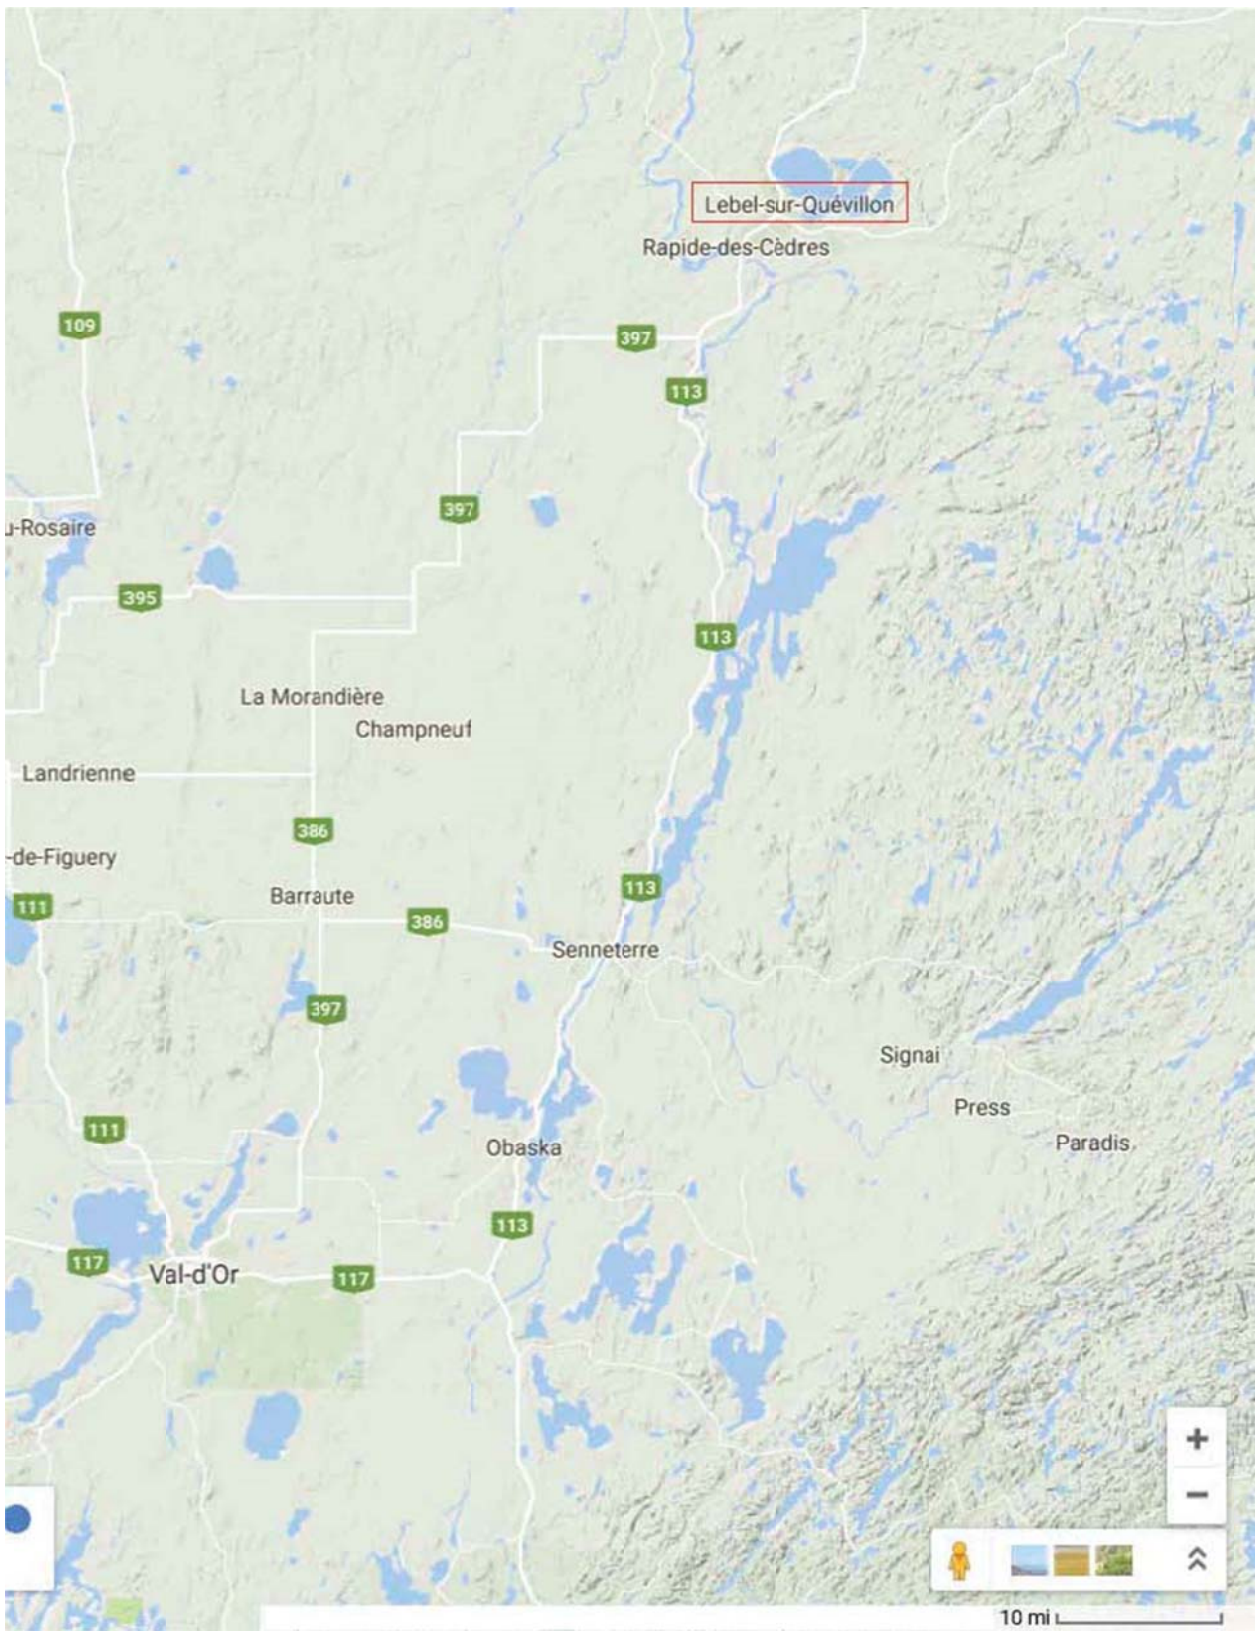 Lebel-sur-Quévillon
Rapide-des-Cèdres
109
397
113
397
u-Rosaire
395
113
La Morandière
Champneuf
Landrienne
386
-de-Figuery
113
Barraute
111
386
Senneterre
397
Signai
Press
111
Paradis
Obaska
113
117
Val-d'Or
117
+
−
10 mi